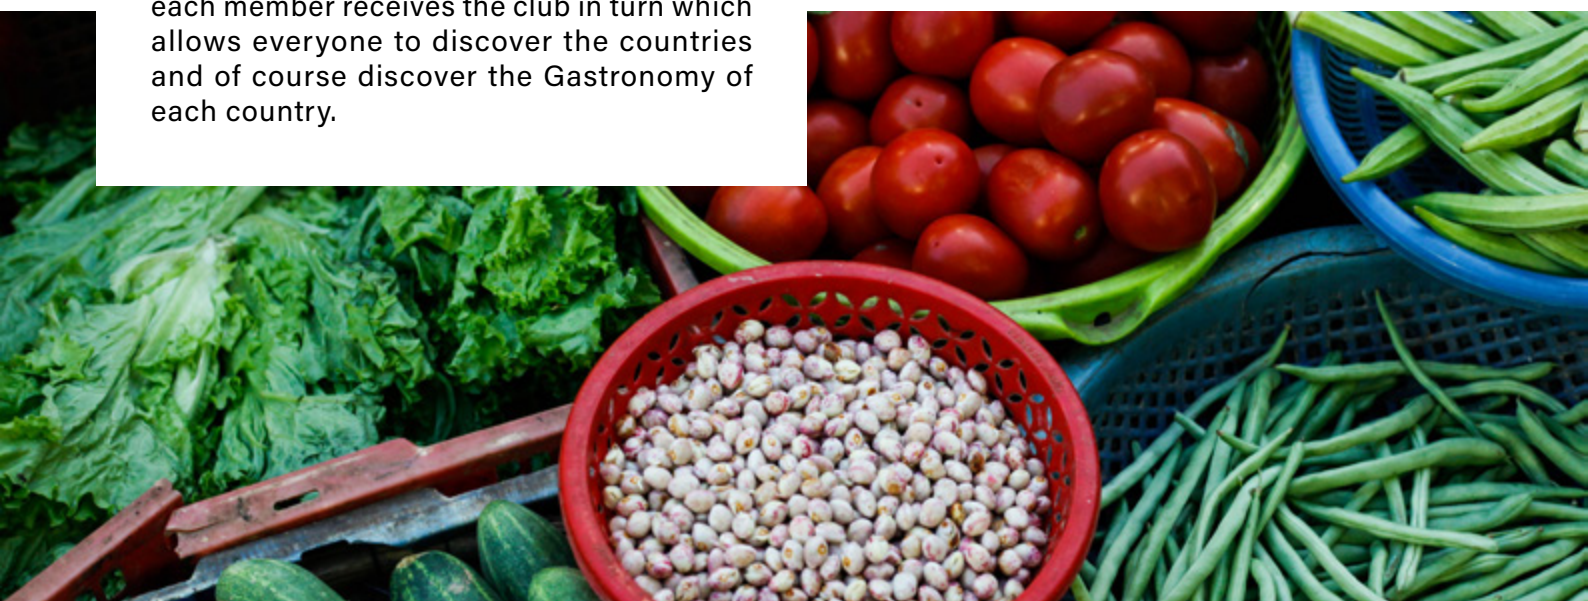 each member receives the club in turn which
allows everyone to discover the countries
and of course discover the Gastronomy of
each country.